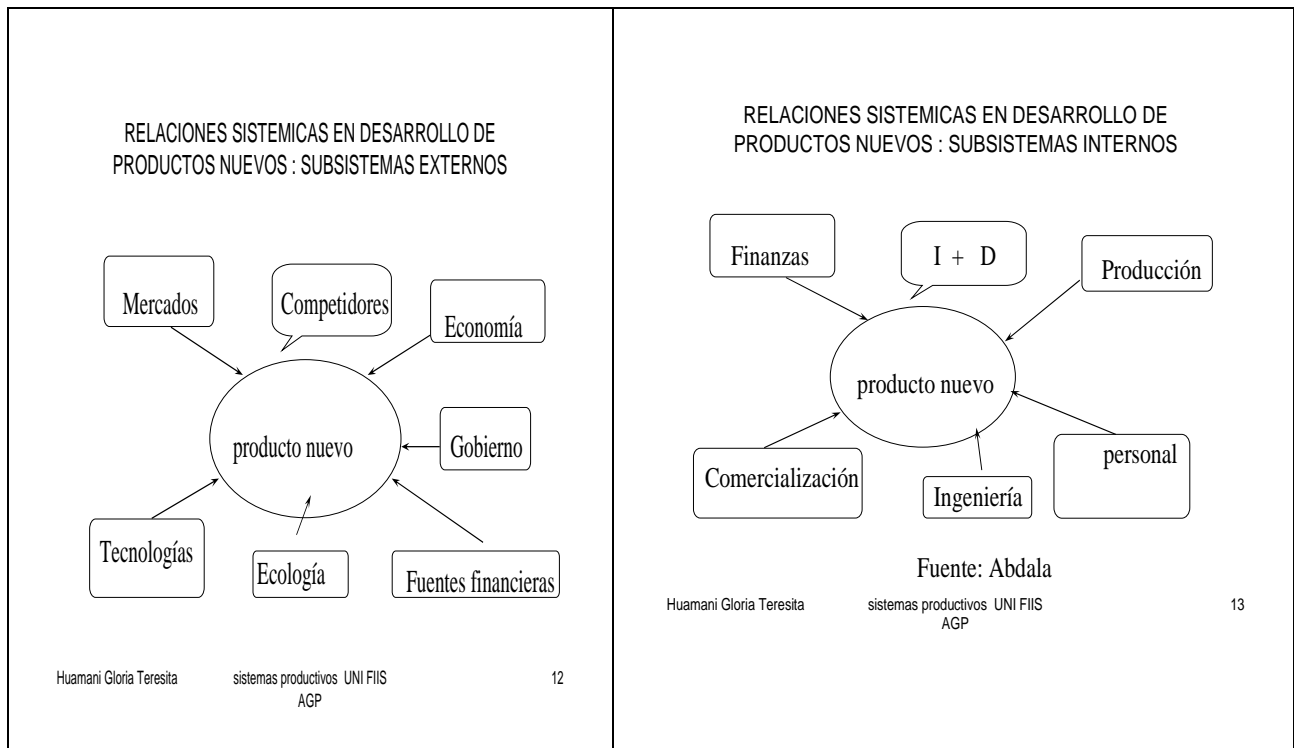 RELACIONES SISTEMICAS EN DESARROLLO DE
PRODUCTOS NUEVOS : SUBSISTEMAS EXTERNOS
Mercados
Competidores
Economía
producto nuevo
Gobierno
Tecnologías
Ecología
Fuentes financieras
Huamani Gloria Teresita
sistemas productivos UNI FIIS
AGP
12
RELACIONES SISTEMICAS EN DESARROLLO DE
PRODUCTOS NUEVOS : SUBSISTEMAS INTERNOS
Finanzas
I + D
Producción
producto nuevo
Comercialización
Ingeniería
personal
Fuente: Abdala
Huamani Gloria Teresita
sistemas productivos UNI FIIS
AGP
13